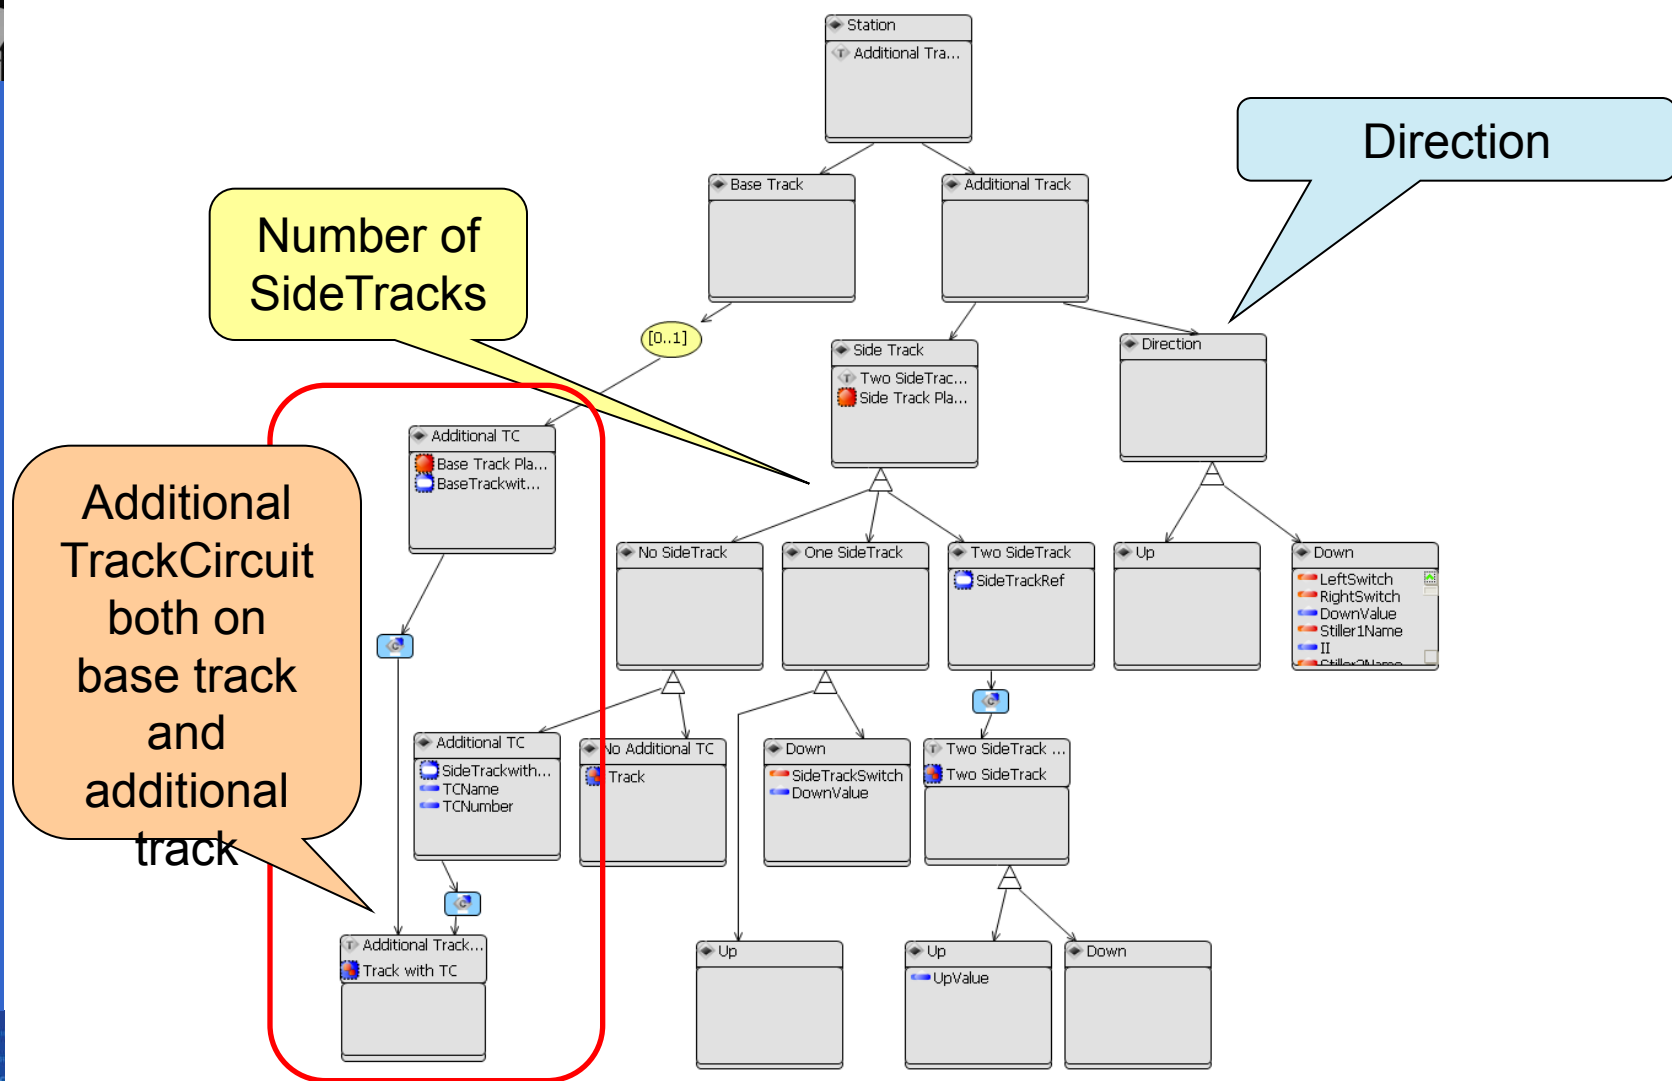 Station
Additional Tra...
Direction
Base Track
Additional Track
Number of
SideTracks
[0..1]
Side Track
Two SideTrac...
Side Track Pla...
Direction
Additional TC
Base Track Pla...
BaseTrackwit...
Additional
TrackCircuit
both on
base track
and
additional
track
No SideTrack
One SideTrack
Two SideTrack
SideTrackRef
Up
Down
LeftSwitch
RightSwitch
DownValue
Stiller1Name
II
Stiller2Name
Additional TC
SideTrackwith...
TCName
TCNumber
No Additional TC
Track
Down
SideTrackSwitch
DownValue
Two SideTrack ...
Two SideTrack
Additional Track...
Track with TC
Up
Up
UpValue
Down